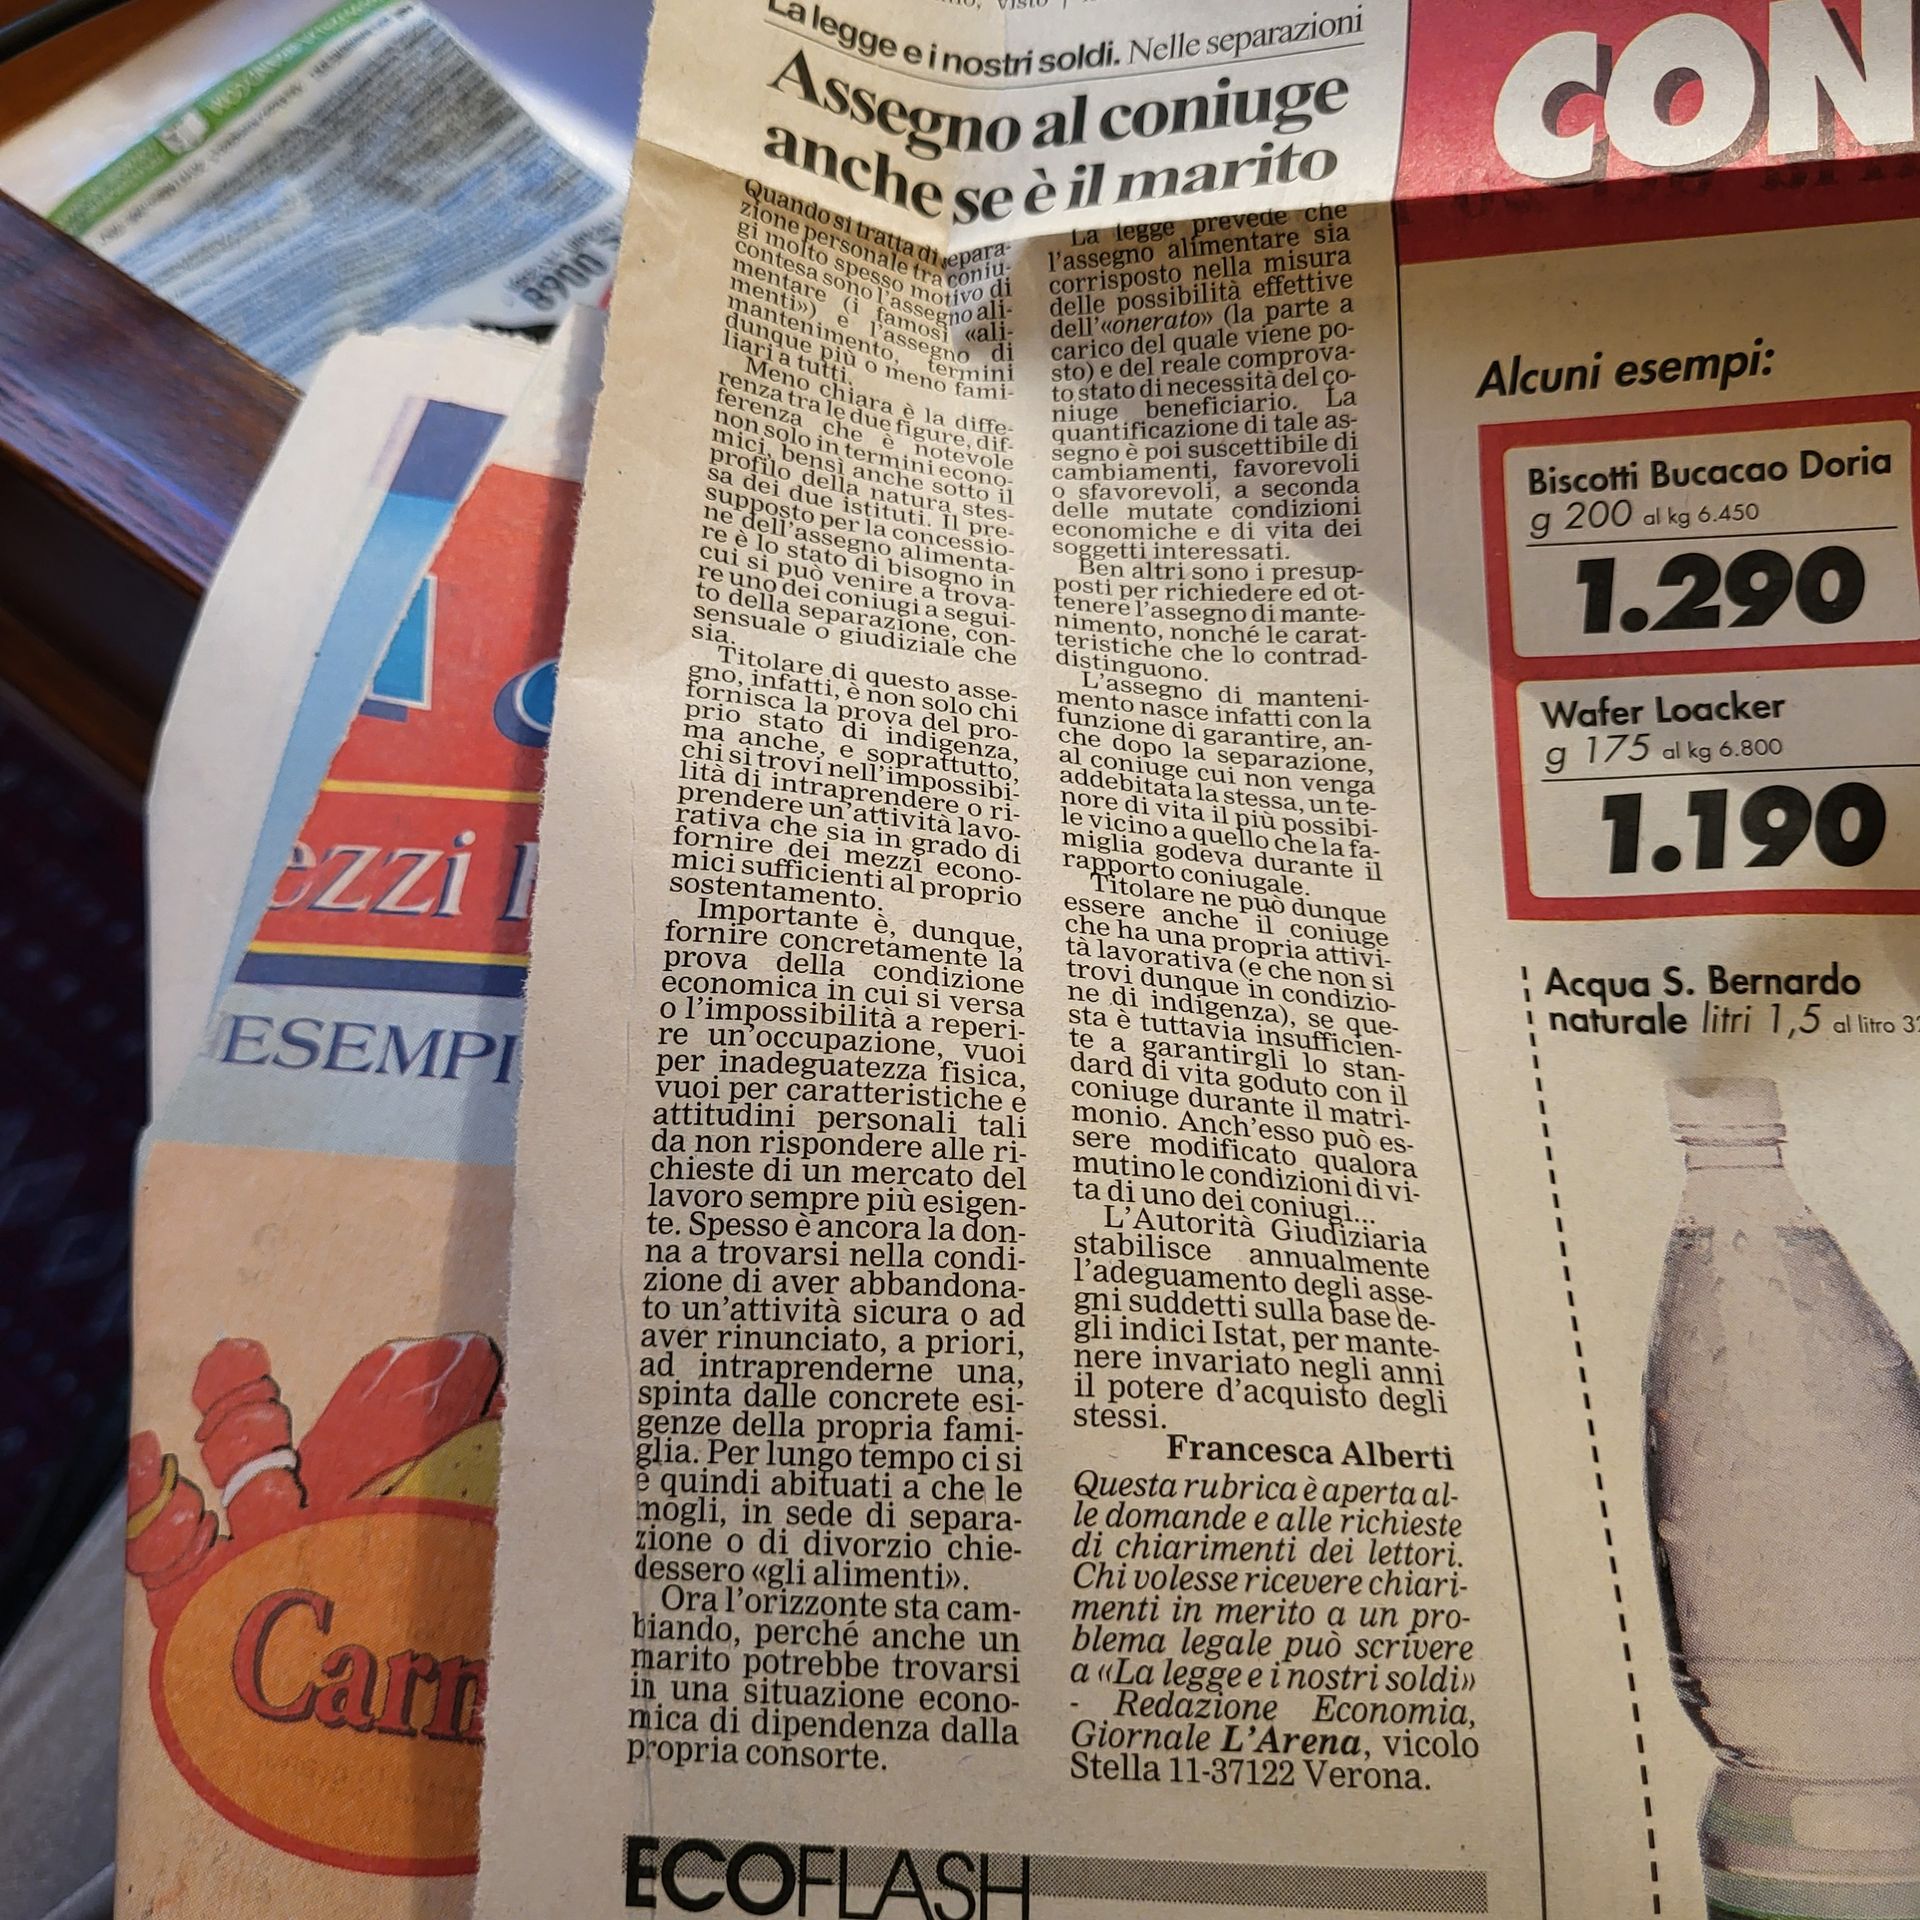 La legge e i nostri soldi. Nelle separazioni
Assegno al coniuge
anche se è il marito
Quando si tratta di separa-
zione personale tra coniu-
gi molto spesso motivo di
contesa sono l'assegno ali-
mentare (i famosi «ali-
menti») e l'assegno di
mantenimento, termini
dunque più o meno fami-
liari a tutti.
Meno chiara è la diffe-
renza tra le due figure, dif-
ferenza che è notevole
non solo in termini econo-
mici, bensì anche sotto il
profilo della natura stes-
sa dei due istituti. Il pre-
supposto per la concessio-
ne dell'assegno alimenta-
re è lo stato di bisogno in
cui si può venire a trova-
re uno dei coniugi a segui-
to della separazione, con-
sensuale o giudiziale che
sia.
Titolare di questo asse-
gno, infatti, è non solo chi
fornisca la prova del pro-
prio stato di indigenza,
ma anche, e soprattutto,
chi si trovi nell'impossibi-
lità di intraprendere o ri-
prendere un'attività lavo-
rativa che sia in grado di
fornire dei mezzi econo-
mici sufficienti al proprio
sostentamento.
Importante è, dunque,
fornire concretamente la
prova della condizione
economica in cui si versa
o l'impossibilità a reperi-
re un'occupazione, vuoi
per inadeguatezza fisica,
vuoi per caratteristiche e
attitudini personali tali
da non rispondere alle ri-
chieste di un mercato del
lavoro sempre più esigen-
te. Spesso è ancora la don-
na a trovarsi nella condi-
zione di aver abbandona-
to un'attività sicura o ad
aver rinunciato, a priori,
ad intraprenderne una,
spinta dalle concrete esi-
genze della propria fami-
glia. Per lungo tempo ci si
è quindi abituati a che le
mogli, in sede di separa-
zione o di divorzio chie-
dessero «gli alimenti».
Ora l'orizzonte sta cam-
biando, perché anche un
marito potrebbe trovarsi
in una situazione econo-
mica di dipendenza dalla
propria consorte.
La legge prevede che
l'assegno alimentare sia
corrisposto nella misura
delle possibilità effettive
dell'«onerato» (la parte a
carico del quale viene po-
sto) e del reale comprova-
to stato di necessità del co-
niuge beneficiario. La
quantificazione di tale as-
segno è poi suscettibile di
cambiamenti, favorevoli
o sfavorevoli, a seconda
delle mutate condizioni
economiche e di vita dei
soggetti interessati.
Ben altri sono i presup-
posti per richiedere ed ot-
tenere l'assegno di mante-
nimento, nonché le carat-
teristiche che lo contrad-
distinguono.
L'assegno di manteni-
mento nasce infatti con la
funzione di garantire, an-
che dopo la separazione,
al coniuge cui non venga
addebitata la stessa, un te-
nore di vita il più possibi-
le vicino a quello che la fa-
miglia godeva durante il
rapporto coniugale.
Titolare ne può dunque
essere anche il coniuge
che ha una propria attivi-
tà lavorativa (e che non si
trovi dunque in condizio-
ne di indigenza), se que-
sta è tuttavia insufficien-
te a garantirgli lo stan-
dard di vita goduto con il
coniuge durante il matri-
monio. Anch'esso può es-
sere modificato qualora
mutino le condizioni di vi-
ta di uno dei coniugi...
L'Autorità Giudiziaria
stabilisce annualmente
l'adeguamento degli asse-
gni suddetti sulla base de-
gli indici Istat, per mante-
nere invariato negli anni
il potere d'acquisto degli
stessi.
Francesca Alberti
Questa rubrica è aperta al-
le domande e alle richieste
di chiarimenti dei lettori.
Chi volesse ricevere chiari-
menti in merito a un pro-
blema legale può scrivere
a «La legge e i nostri soldi»
- Redazione Economia,
Giornale L'Arena, vicolo
Stella 11-37122 Verona.
ECOFLASH
CON
Alcuni esempi:
Biscotti Bucacao Doria
g 200 al kg 6.450
1.290
Wafer Loacker
g 175 al kg 6.800
1.190
Acqua S. Bernardo
naturale litri 1,5 al litro
ezzi
ESEMPI
Carn